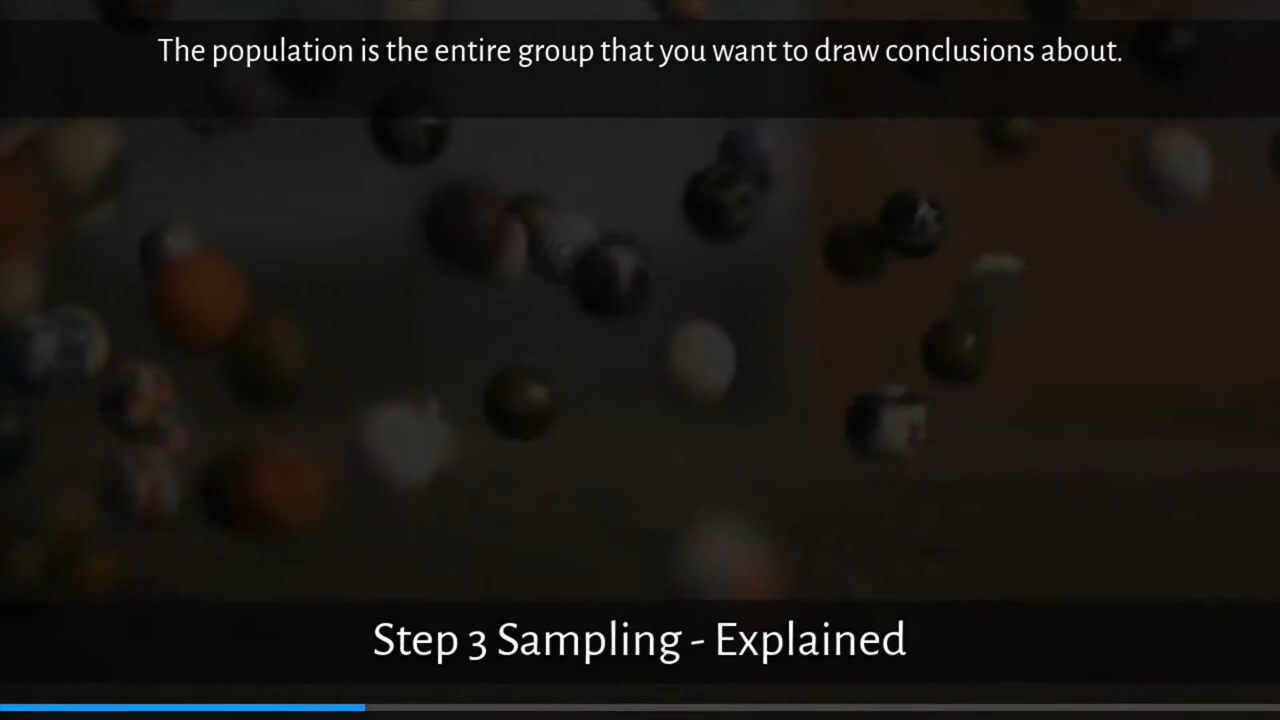 The population is the entire group that you want to draw conclusions about.
Step 3 Sampling - Explained